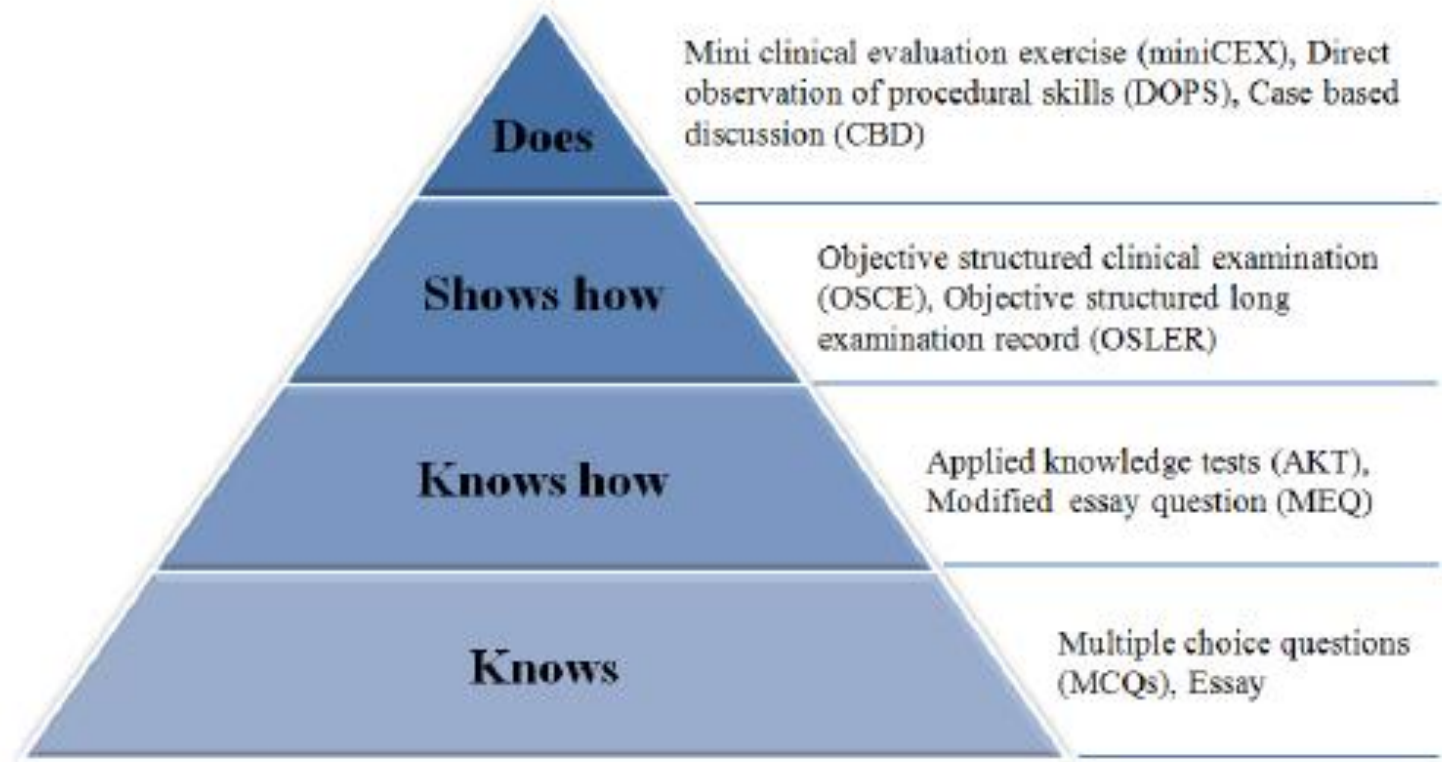 Mini clinical evaluation exercise (miniCEX), Direct
observation of procedural skills (DOPS), Case based
discussion (CBD)
Does
Objective structured clinical examination
(OSCE), Objective structured long
examination record (OSLER)
Shows how
Applied knowledge tests (AKT),
Modified essay question (MEQ)
Knows how
Multiple choice questions
(MCQs), Essay
Knows